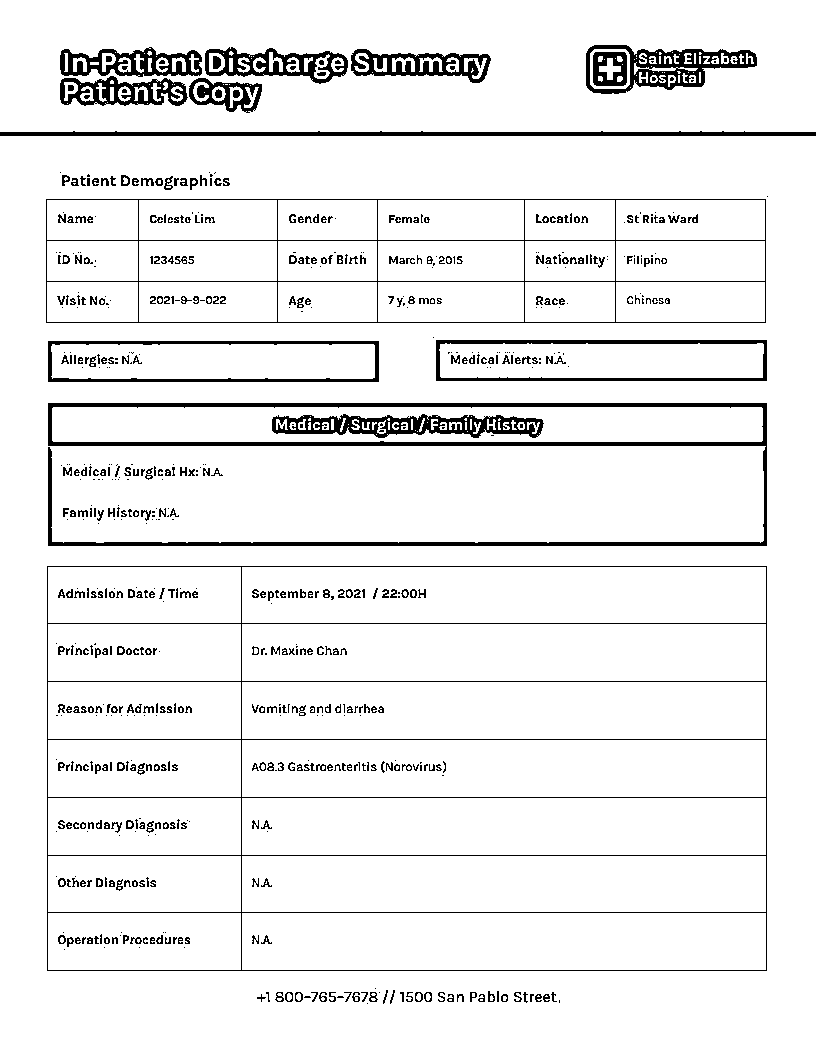 In-Patient Discharge Summary
Patient's Copy
Saint Elizabeth
Hospital
Patient Demographics
Name Celeste Lim Gender Female Location St Rita Ward
ID No. 1234565 Date of Birth March 9, 2015 Nationality Filipino
Visit No. 2021-9-9-022 Age 7 y, 8 mos Race Chinese
Allergies: N.A. Medical Alerts: N.A.
Medical / Surgical / Family History
Medical / Surgical Hx: N.A.
Family History: N.A.
Admission Date / Time September 8, 2021 / 22:00H
Principal Doctor Dr. Maxine Chan
Reason for Admission Vomiting and diarrhea
Principal Diagnosis A08.3 Gastroenteritis (Norovirus)
Secondary Diagnosis N.A.
Other Diagnosis N.A.
Operation Procedures N.A.
+1 800-765-7678 // 1500 San Pablo Street,